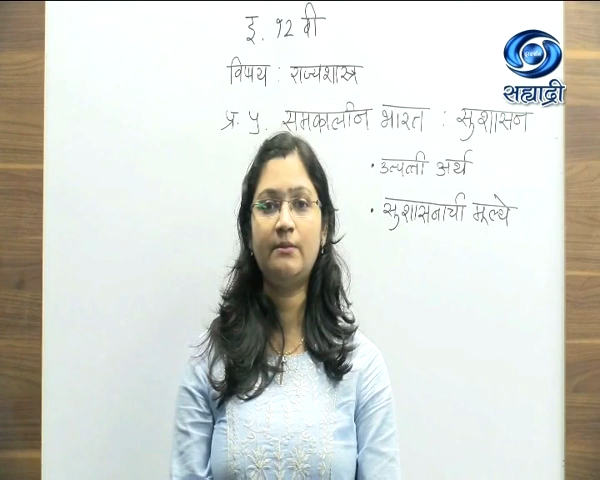 इ. १२ वी
विषय : राज्यशास्त्र
प्र. ५. समकालीन भारत : सुशासन
• उत्पत्ती अर्थ
• सुशासनाची मूल्ये
सह्याद्री